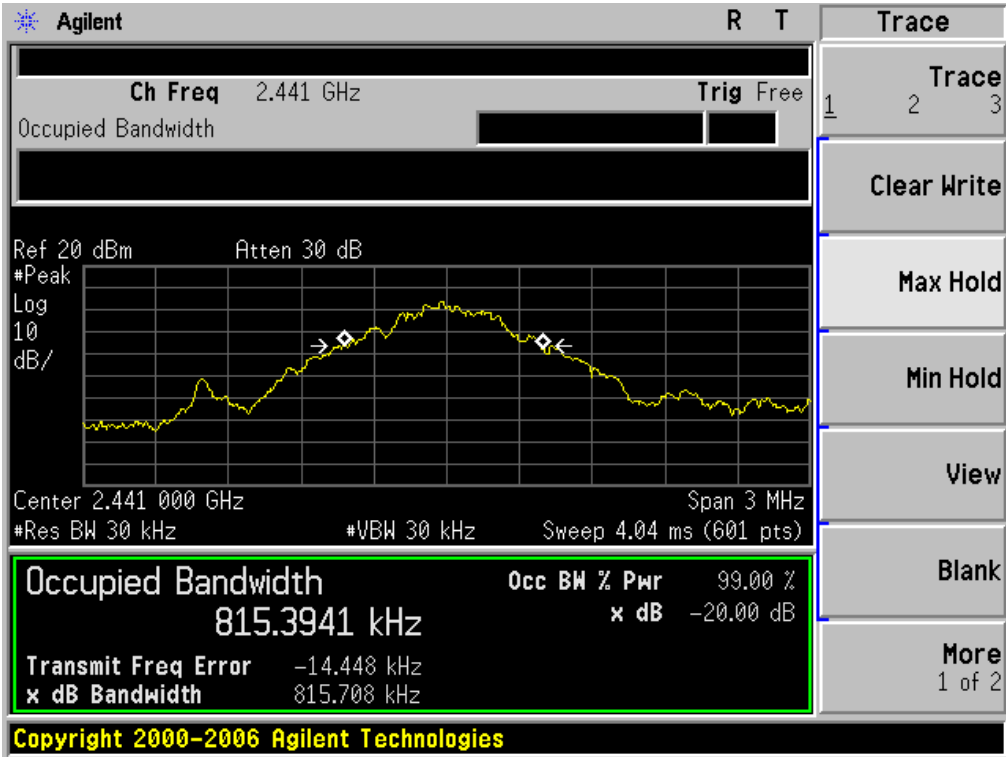 Agilent R T
Trace
Ch Freq 2.441 GHz Trig Free
Occupied Bandwidth
Ref 20 dBm Atten 30 dB
#Peak
Log
10
dB/
Center 2.441 000 GHz Span 3 MHz
#Res BW 30 kHz #VBW 30 kHz Sweep 4.04 ms (601 pts)
Occupied Bandwidth Occ BW % Pwr 99.00 %
815.3941 kHz x dB -20.00 dB
Transmit Freq Error -14.448 kHz
x dB Bandwidth 815.708 kHz
Copyright 2000-2006 Agilent Technologies
Trace
1 2 3
Clear Write
Max Hold
Min Hold
View
Blank
More
1 of 2